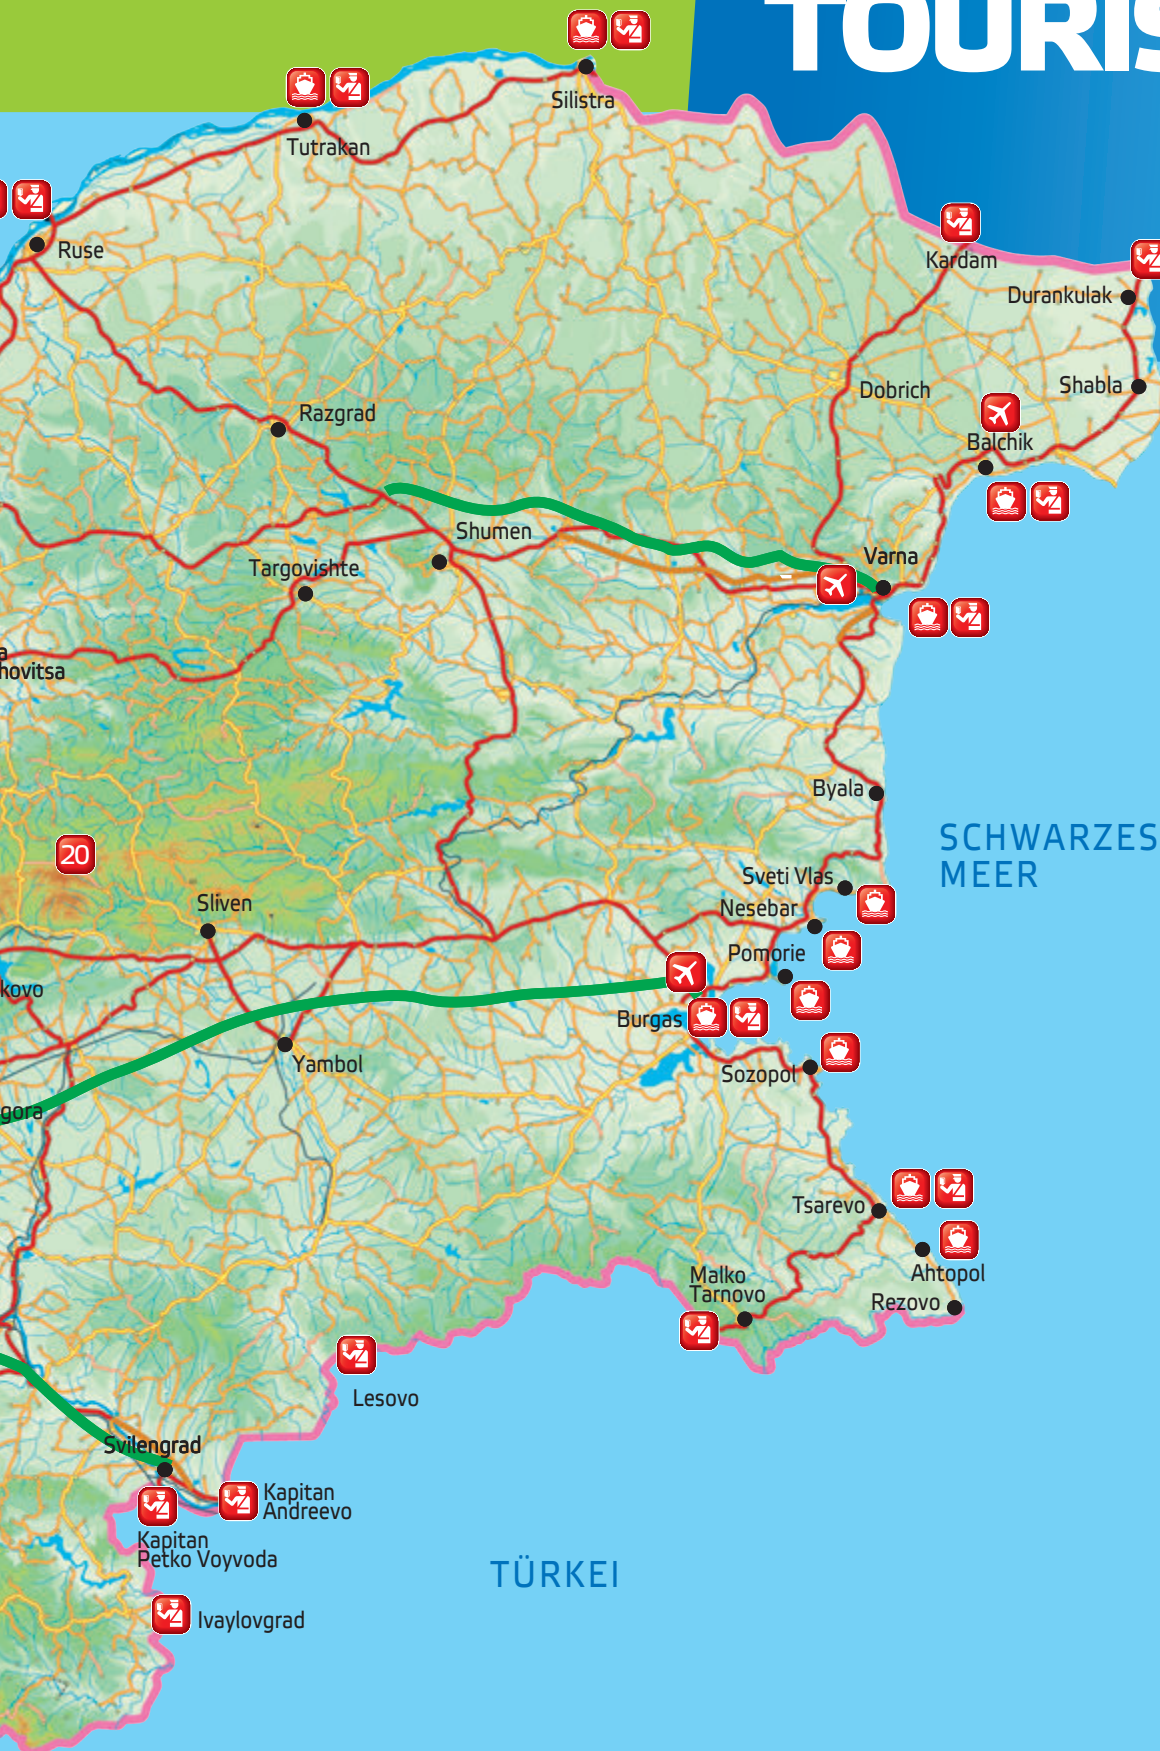 TOURIS
Silistra
Tutrakan
Ruse
Kardam
Durankulak
Dobrich
Shabla
Razgrad
Balchik
Shumen
Varna
Targovishte
a
hovitsa
Byala
SCHWARZES
MEER
20
Sveti Vlas
Sliven
Nesebar
Pomorie
kovo
Burgas
Yambol
Sozopol
gora
Tsarevo
Ahtopol
Malko
Tarnovo
Rezovo
Lesovo
Svilengrad
Kapitan
Andreevo
Kapitan
Petko Voyvoda
TÜRKEI
Ivaylovgrad